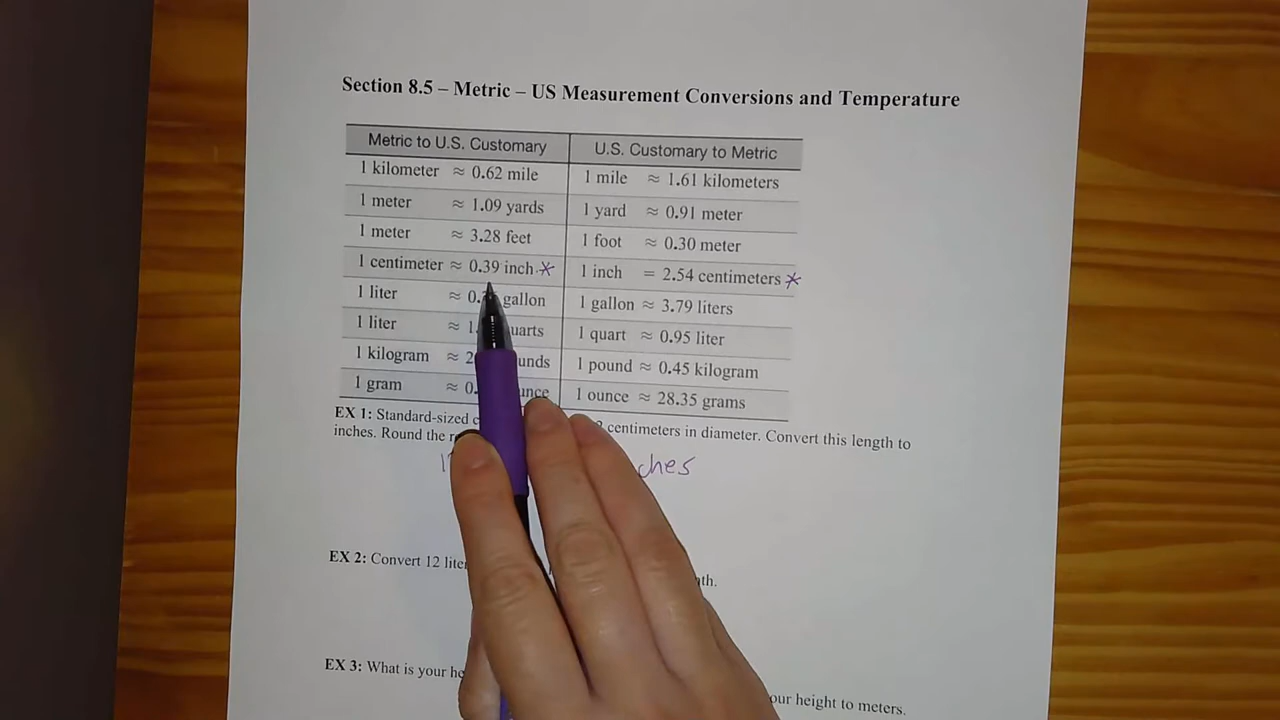 Section 8.5 – Metric – US Measurement Conversions and Temperature
Metric to U.S. Customary U.S. Customary to Metric
1 kilometer ≈ 0.62 mile 1 mile ≈ 1.61 kilometers
1 meter ≈ 1.09 yards 1 yard ≈ 0.91 meter
1 meter ≈ 3.28 feet 1 foot ≈ 0.30 meter
1 centimeter ≈ 0.39 inch * 1 inch = 2.54 centimeters *
1 liter ≈ gallon 1 gallon ≈ 3.79 liters
1 liter ≈ 1 quart ≈ 0.95 liter
1 kilogram ≈ 1 pound ≈ 0.45 kilogram
1 gram ≈ 1 ounce ≈ 28.35 grams
EX 1: Standard-sized centimeters in diameter. Convert this length to
inches. Round the
EX 2: Convert 12
EX 3: What is your height to meters.